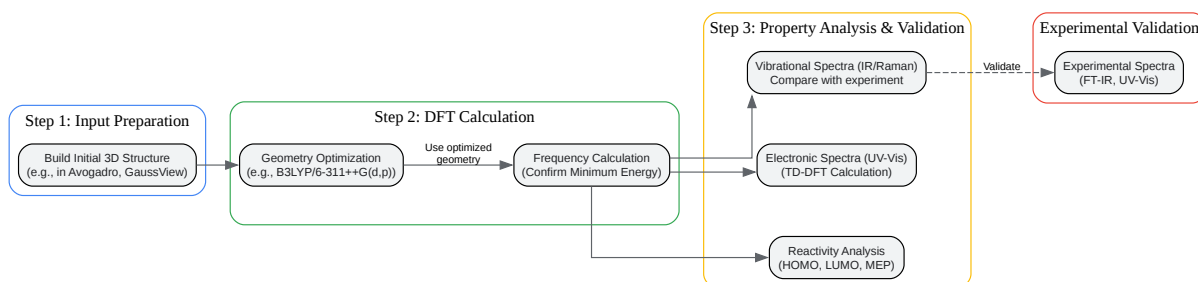 Step 1: Input Preparation
Build Initial 3D Structure
(e.g., in Avogadro, GaussView)
Step 2: DFT Calculation
Geometry Optimization
(e.g., B3LYP/6-311++G(d,p))
Use optimized
geometry
Frequency Calculation
(Confirm Minimum Energy)
Step 3: Property Analysis & Validation
Vibrational Spectra (IR/Raman)
Compare with experiment
Electronic Spectra (UV-Vis)
(TD-DFT Calculation)
Reactivity Analysis
(HOMO, LUMO, MEP)
Validate
Experimental Validation
Experimental Spectra
(FT-IR, UV-Vis)